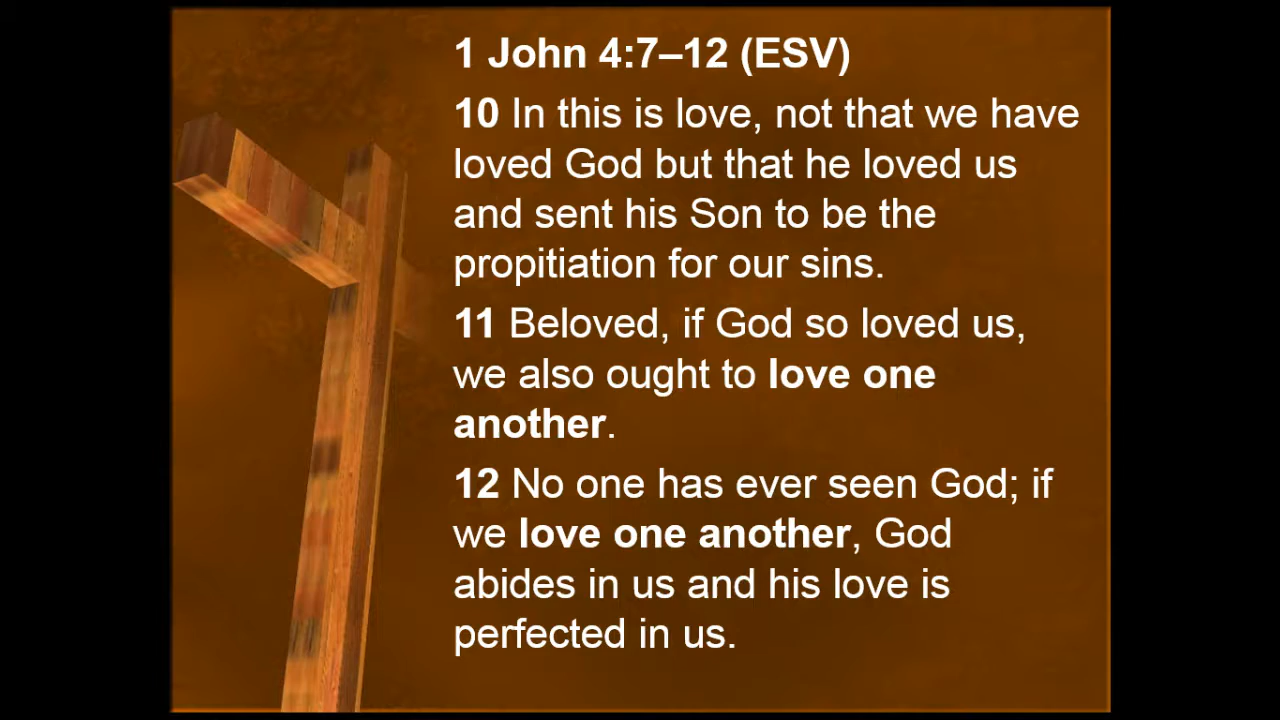 1 John 4:7–12 (ESV)
10 In this is love, not that we have
loved God but that he loved us
and sent his Son to be the
propitiation for our sins.
11 Beloved, if God so loved us,
we also ought to love one
another.
12 No one has ever seen God; if
we love one another, God
abides in us and his love is
perfected in us.